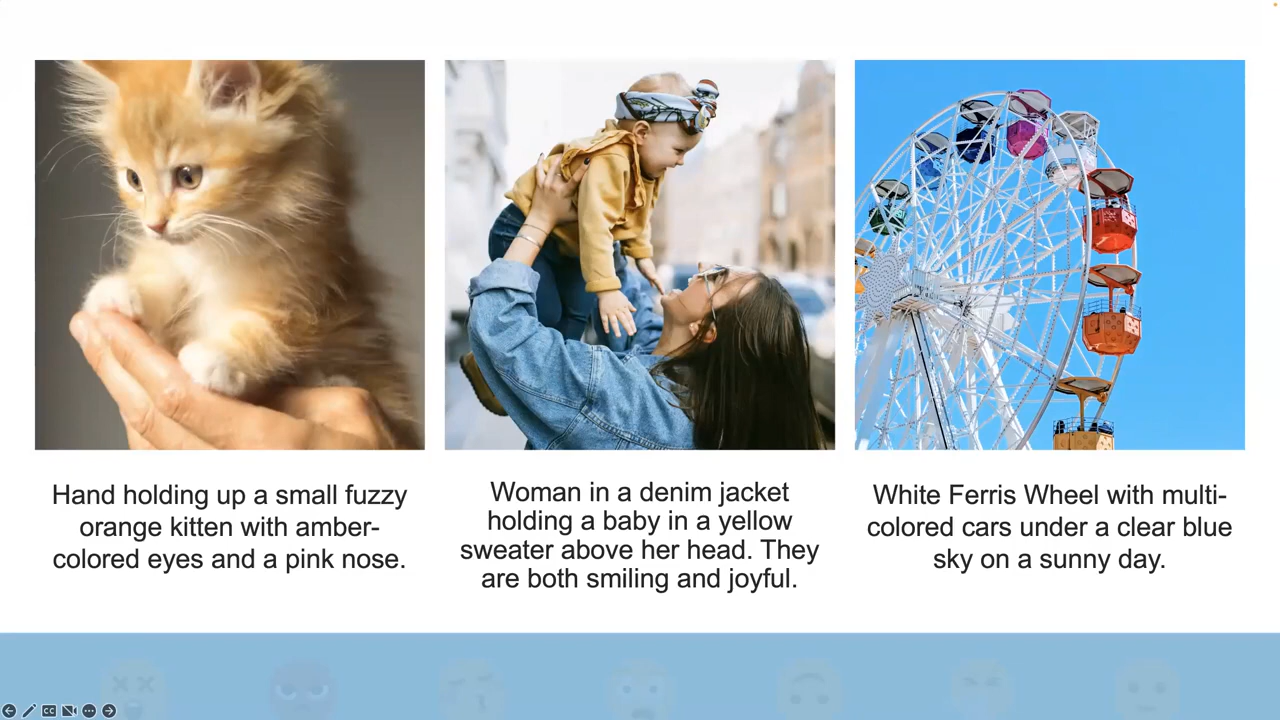 Hand holding up a small fuzzy
orange kitten with amber-
colored eyes and a pink nose.
Woman in a denim jacket
holding a baby in a yellow
sweater above her head. They
are both smiling and joyful.
White Ferris Wheel with multi-
colored cars under a clear blue
sky on a sunny day.
CC